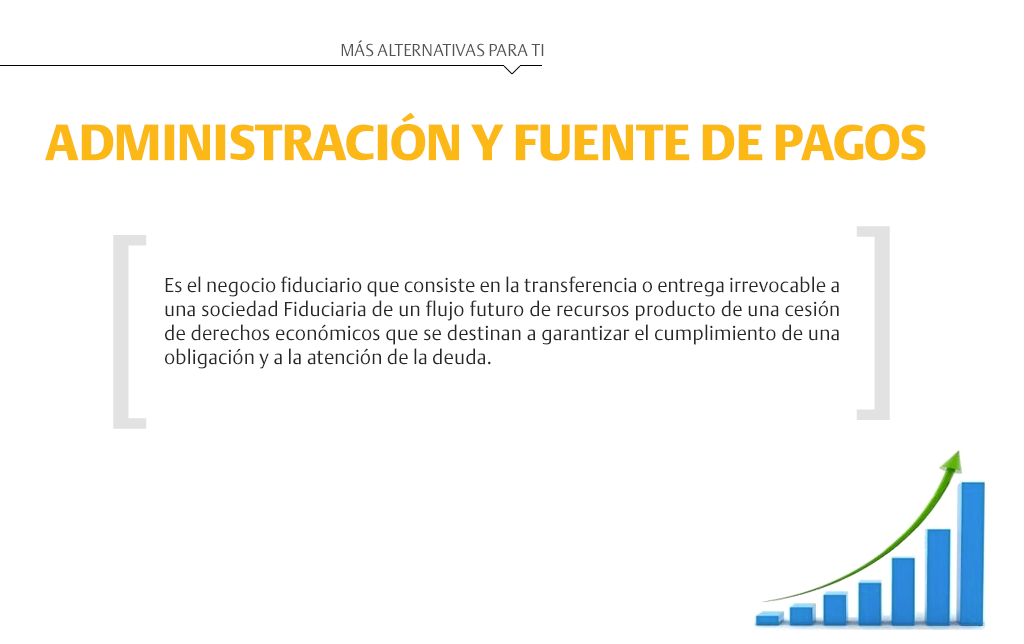 MÁS ALTERNATIVAS PARA TI
ADMINISTRACIÓN Y FUENTE DE PAGOS
Es el negocio fiduciario que consiste en la transferencia o entrega irrevocable a
una sociedad Fiduciaria de un flujo futuro de recursos producto de una cesión
de derechos económicos que se destinan a garantizar el cumplimiento de una
obligación y a la atención de la deuda.